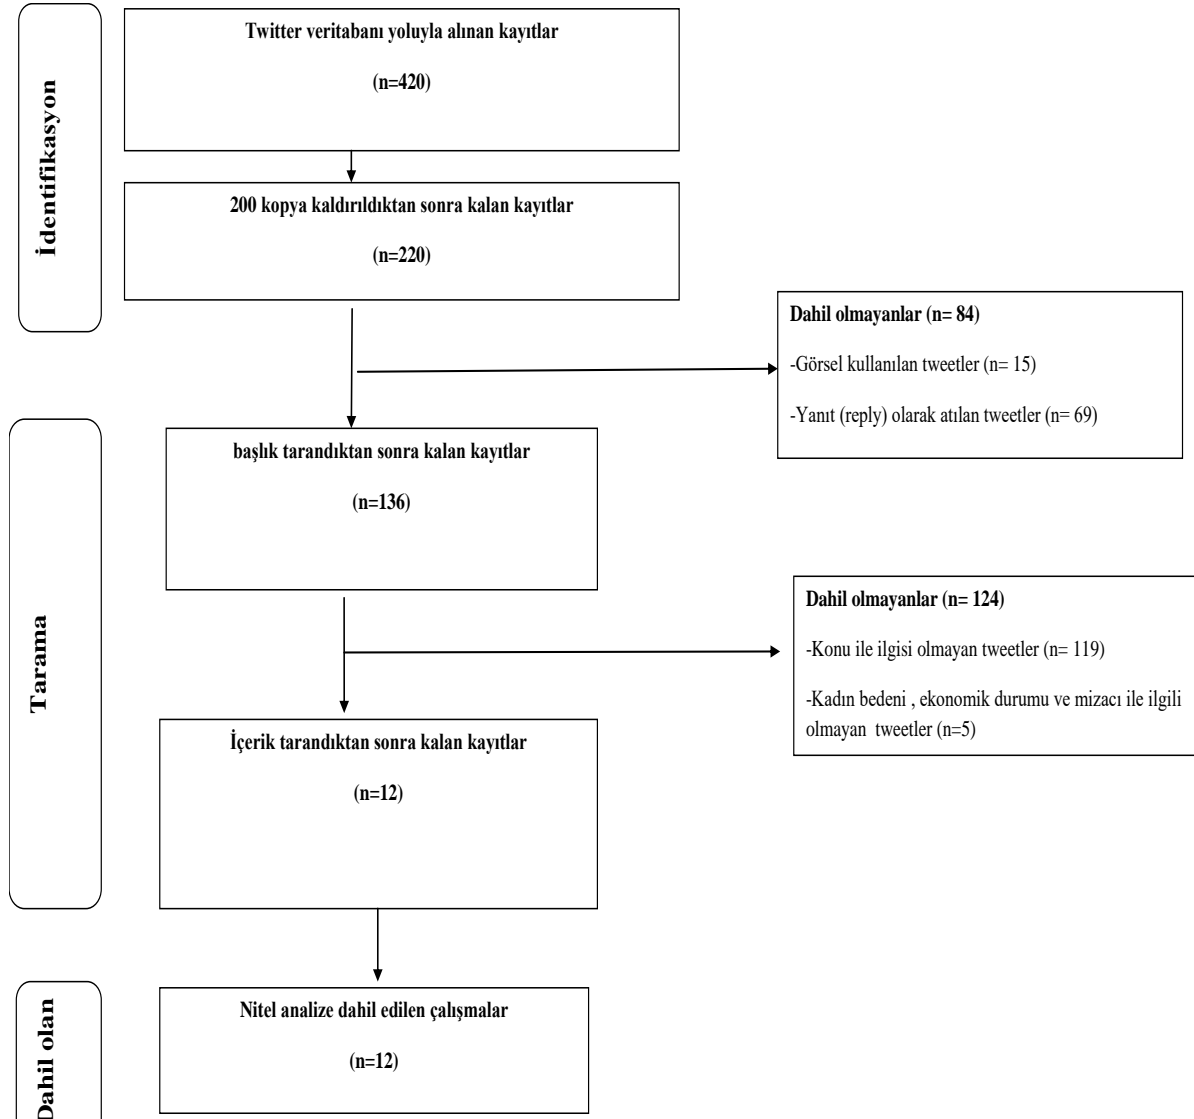 İdentifikasyon
Twitter veritabanı yoluyla alınan kayıtlar
(n=420)
200 kopya kaldırıldıktan sonra kalan kayıtlar
(n=220)
Dahil olmayanlar (n= 84)
-Görsel kullanılan tweetler (n= 15)
-Yanıt (reply) olarak atılan tweetler (n= 69)
Tarama
başlık tarandıktan sonra kalan kayıtlar
(n=136)
Dahil olmayanlar (n= 124)
-Konu ile ilgisi olmayan tweetler (n= 119)
-Kadın bedeni , ekonomik durumu ve mizacı ile ilgili
olmayan  tweetler (n=5)
İçerik tarandıktan sonra kalan kayıtlar
(n=12)
Dahil olan
Nitel analize dahil edilen çalışmalar
(n=12)